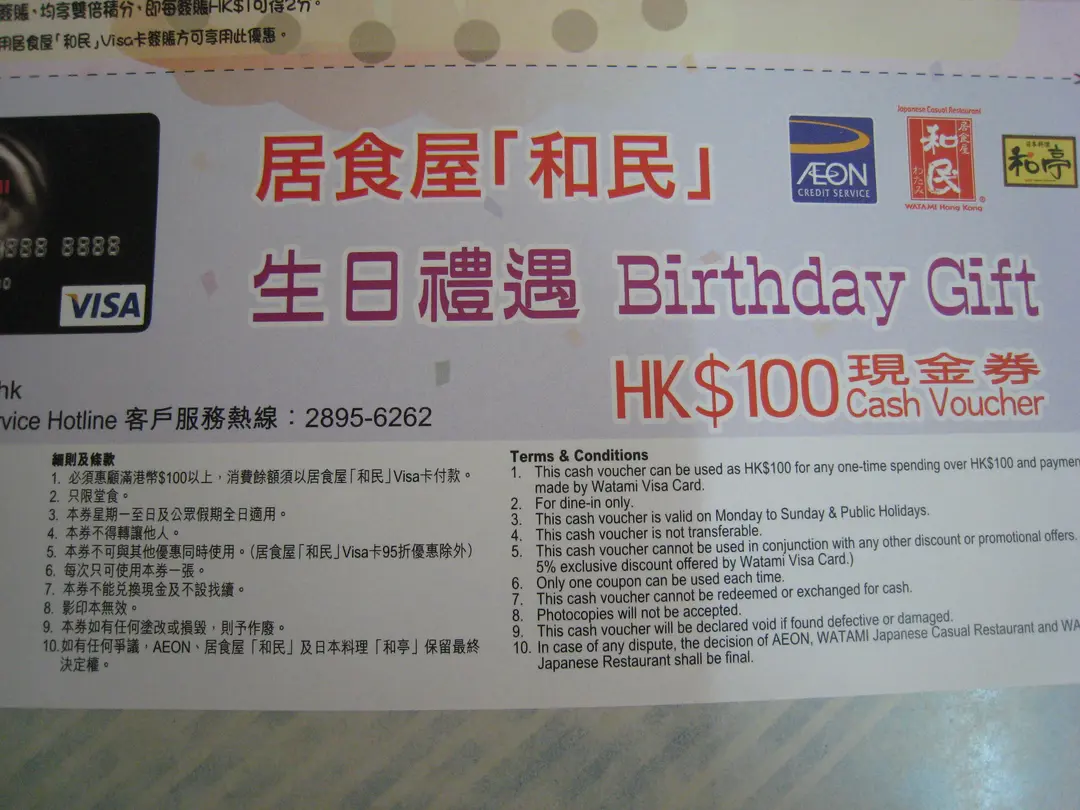 簽賬，均享雙倍積分，即每簽賬HK$1可得2分。
用居食屋「和民」Visa卡簽賬方可享用此優惠。
居食屋「和民」
AEON
CREDIT SERVICE
Japanese Casual Restaurant
居食屋
和民
わたみ
WATAMI Hong Kong
日本料理
和亭
8888
VISA
生日禮遇 Birthday Gift
HK$100 現金券
Cash Voucher
hk
Hotline 客戶服務熱線：2895-6262
細則及條款
1. 必須惠顧滿港幣$100以上，消費餘額須以居食屋「和民」Visa卡付款。
2. 只限堂食。
3. 本券星期一至日及公眾假期全日適用。
4. 本券不得轉讓他人。
5. 本券不可與其他優惠同時使用。(居食屋「和民」Visa卡95折優惠除外)
6. 每次只可使用本券一張。
7. 本券不能兌換現金及不設找續。
8. 影印本無效。
9. 本券如有任何塗改或損毀，則予作廢。
10. 如有任何爭議，AEON、居食屋「和民」及日本料理「和亭」保留最終
決定權。
Terms & Conditions
1. This cash voucher can be used as HK$100 for any one-time spending over HK$100 and paymen
made by Watami Visa Card.
2. For dine-in only.
3. This cash voucher is valid on Monday to Sunday & Public Holidays.
4. This cash voucher is not transferable.
5. This cash voucher cannot be used in conjunction with any other discount or promotional offers.
5% exclusive discount offered by Watami Visa Card.)
6. Only one coupon can be used each time.
7. This cash voucher cannot be redeemed or exchanged for cash.
8. Photocopies will not be accepted.
9. This cash voucher will be declared void if found defective or damaged.
10. In case of any dispute, the decision of AEON, WATAMI Japanese Casual Restaurant and WA
Japanese Restaurant shall be final.